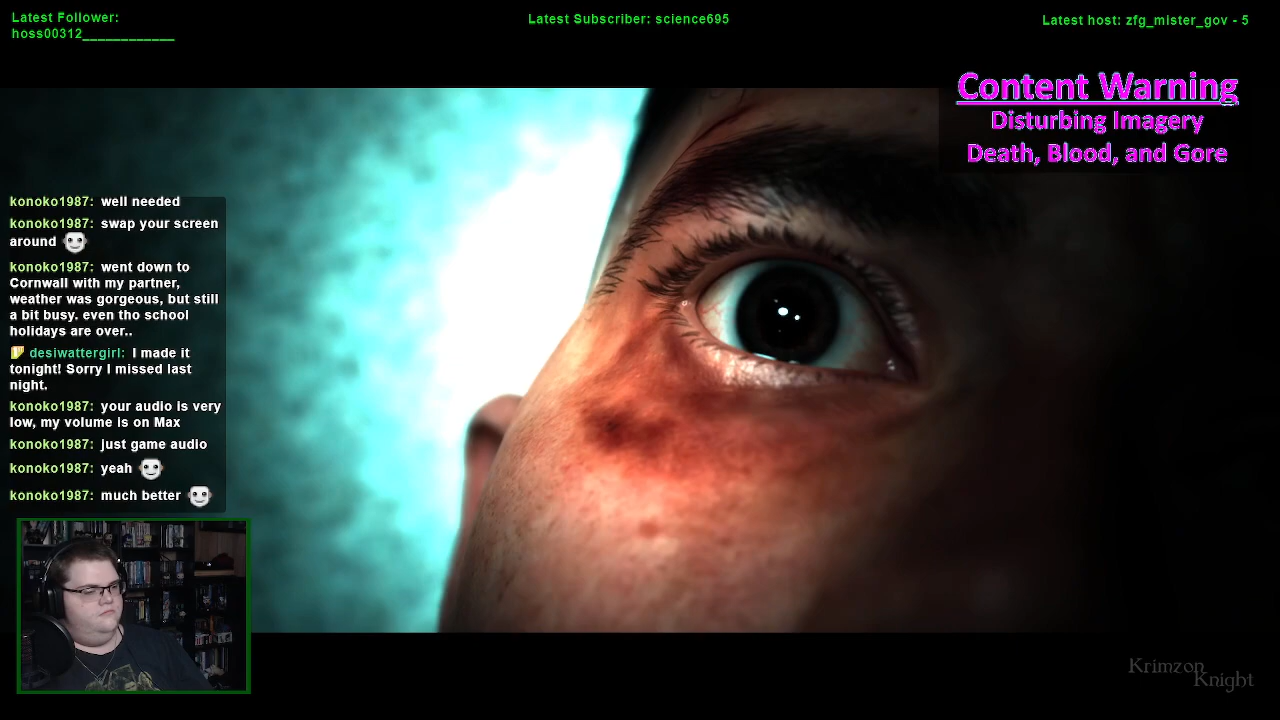 Latest Follower:
hoss00312____________
Latest Subscriber: science695
Latest host: zfg_mister_gov - 5
Content Warning
Disturbing Imagery
Death, Blood, and Gore
konoko1987: well needed
konoko1987: swap your screen
around
konoko1987: went down to
Cornwall with my partner,
weather was gorgeous, but still
a bit busy. even tho school
holidays are over..
desiwattergirl: I made it
tonight! Sorry I missed last
night.
konoko1987: your audio is very
low, my volume is on Max
konoko1987: just game audio
konoko1987: yeah
konoko1987: much better
Krimzon
Knight